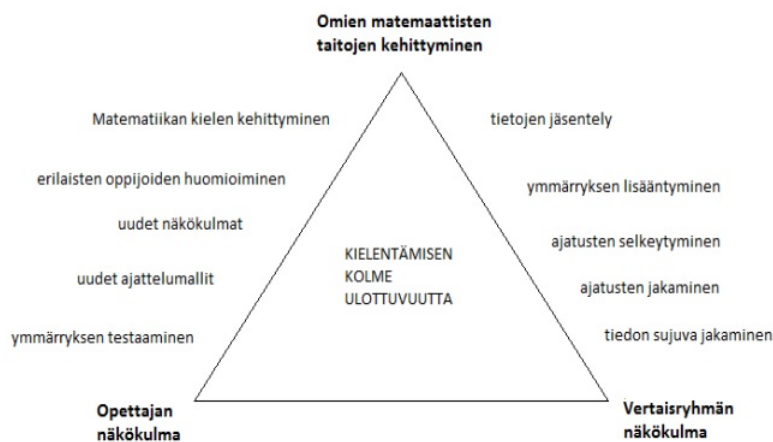 Omien matemaattisten
taitojen kehittyminen
Matematiikan kielen kehittyminen
tietojen jäsentely
erilaisten oppijoiden huomioiminen
ymmärryksen lisääntyminen
uudet näkökulmat
ajatusten selkeytyminen
KIELENTÄMISEN
KOLME
ULOTTUVUUTTA
uudet ajattelumallit
ajatusten jakaminen
ymmärryksen testaaminen
tiedon sujuva jakaminen
Opettajan
näkökulma
Vertaisryhmän
näkökulma